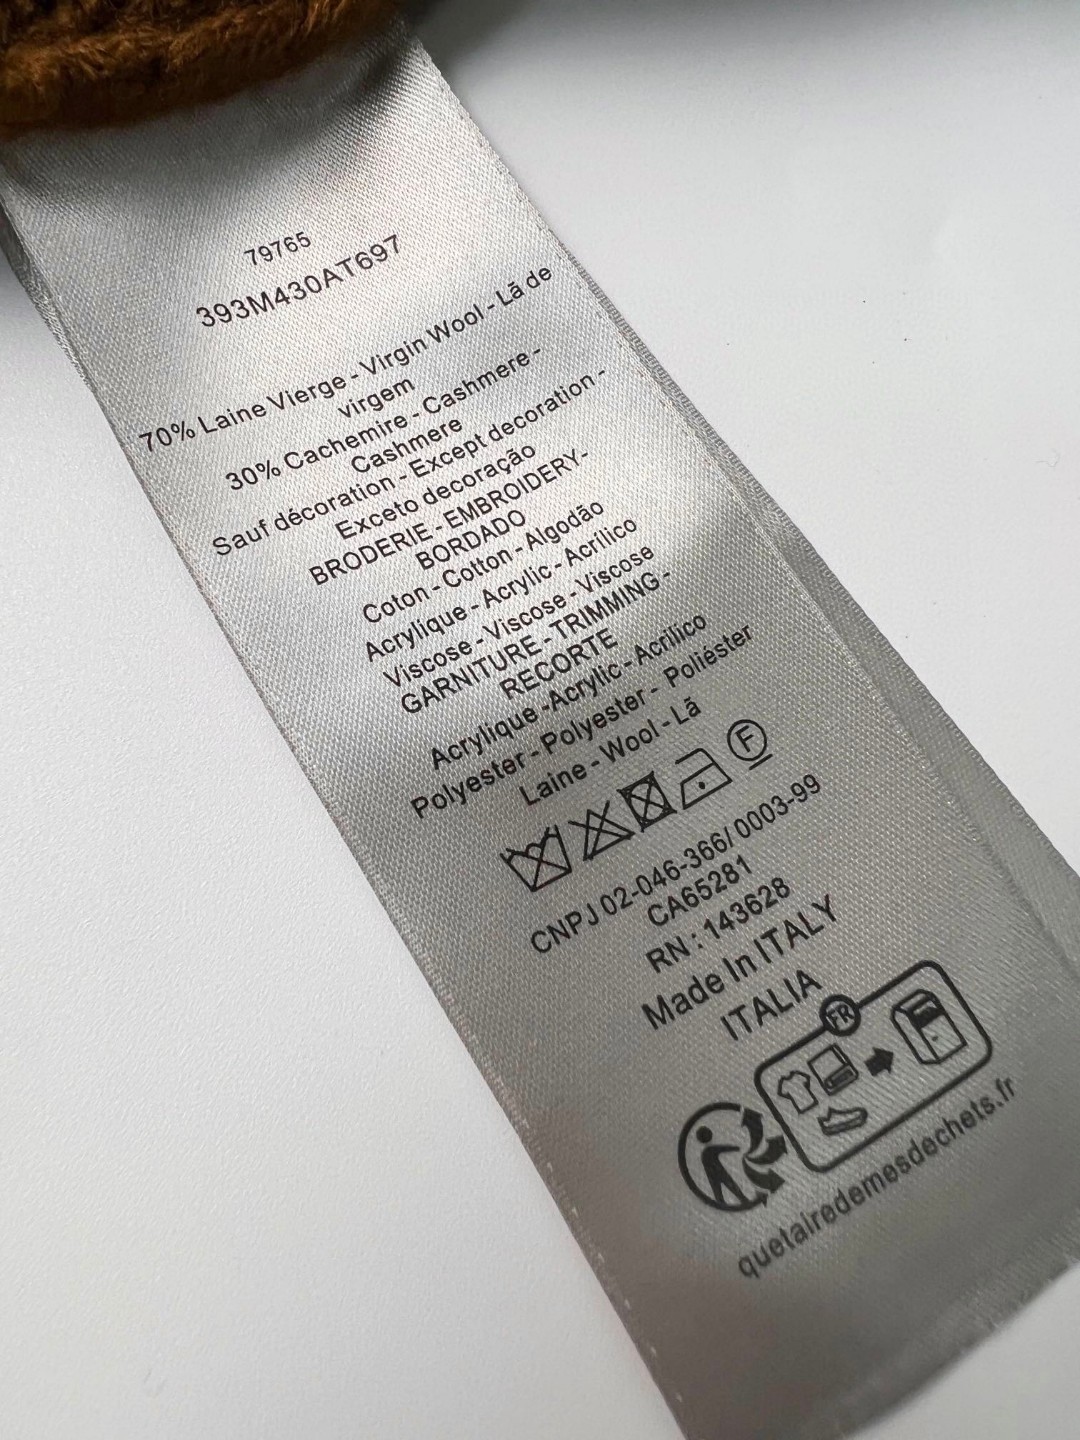 79765
393M430AT697
70% Laine Vierge - Virgin Wool - Lã de
virgem
30% Cachemire - Cashmere -
Cashmere
Sauf décoration - Except decoration -
Exceto decoração
BRODERIE - EMBROIDERY-
BORDADO
Coton - Cotton - Algodão
Acrylique - Acrylic - Acrílico
Viscose - Viscose - Viscose
GARNITURE - TRIMMING -
RECORTE
Acrylique -Acrylic - Acrílico
Polyester - Polyester - Poliéster
Laine - Wool - Lã
F
CNPJ 02-046-366/ 0003-99
CA65281
RN : 143628
Made In ITALY
ITALIA
FR
quetairedemesdechets.fr